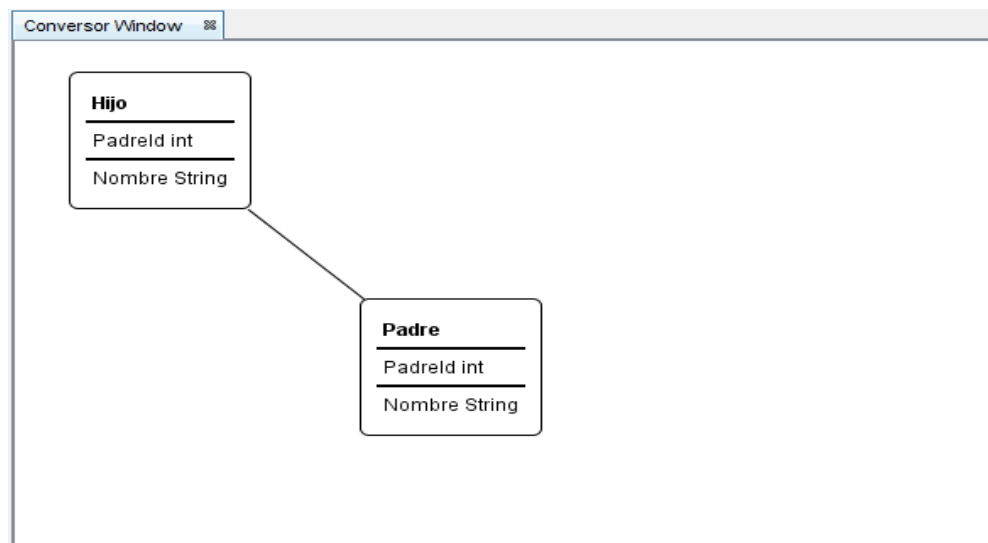 Conversor Window
Hijo
PadreId int
Nombre String
Padre
PadreId int
Nombre String